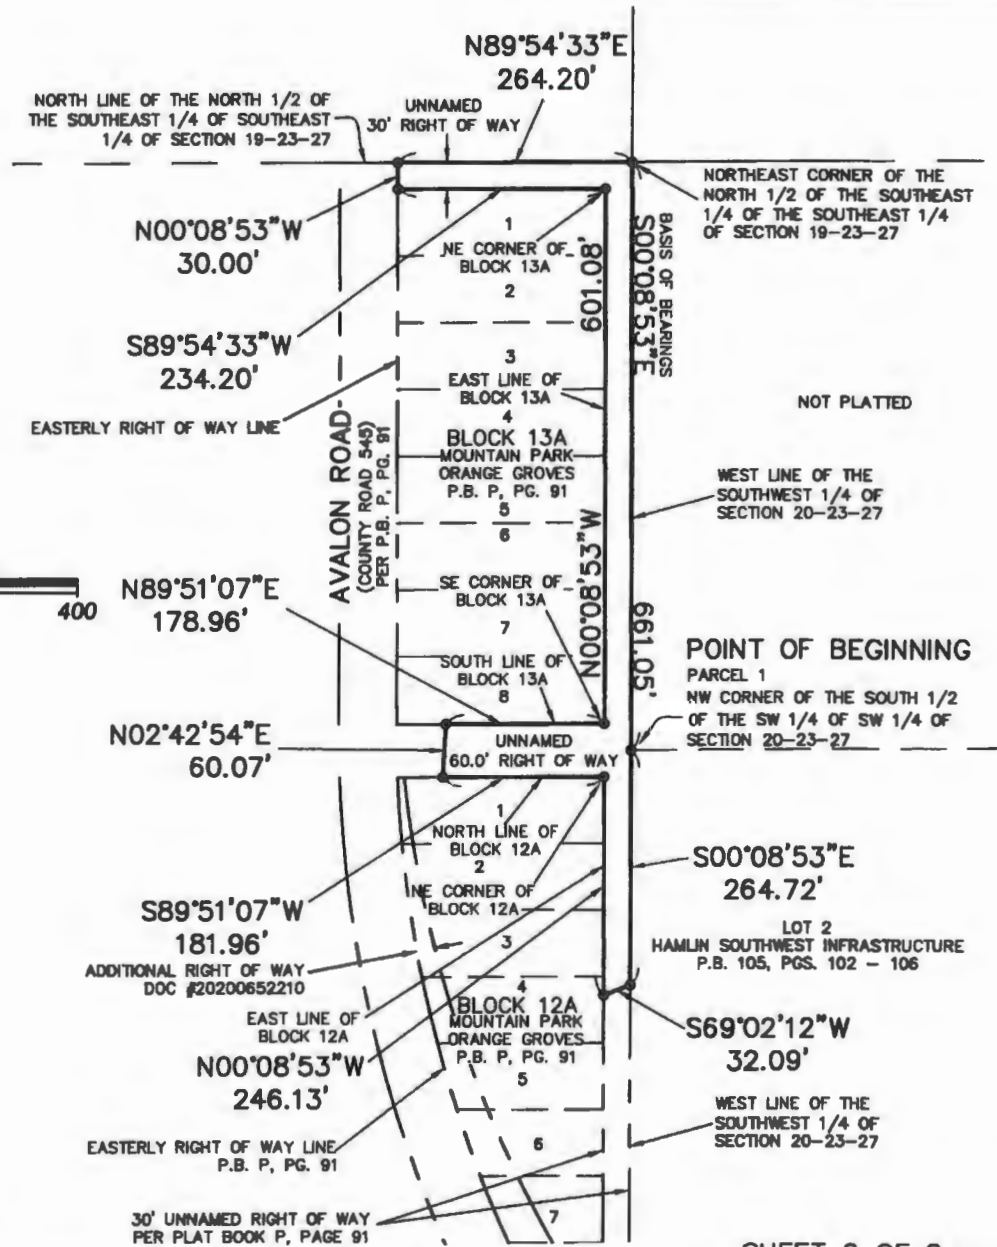 N89°54'33"E
264.20'
NORTH LINE OF THE NORTH 1/2 OF
THE SOUTHEAST 1/4 OF SOUTHEAST
1/4 OF SECTION 19-23-27
UNNAMED
30' RIGHT OF WAY
NORTHEAST CORNER OF THE
NORTH 1/2 OF THE SOUTHEAST
1/4 OF THE SOUTHEAST 1/4
OF SECTION 19-23-27
N00°08'53"W
30.00'
1
NE CORNER OF
BLOCK 13A
2
601.08'
BASIS OF BEARINGS
S00°08'53"E
S89°54'33"W
234.20'
3
EAST LINE OF
BLOCK 13A
EASTERLY RIGHT OF WAY LINE
NOT PLATTED
4
BLOCK 13A
MOUNTAIN PARK
ORANGE GROVES
P.B. P, PG. 91
AVALON ROAD
(COUNTY ROAD 545)
PER P.B. P, PG. 91
WEST LINE OF THE
SOUTHWEST 1/4 OF
SECTION 20-23-27
5
6
N00°08'53"W
400
N89°51'07"E
178.96'
SE CORNER OF
BLOCK 13A
7
661.05'
SOUTH LINE OF
BLOCK 13A
8
POINT OF BEGINNING
PARCEL 1
NW CORNER OF THE SOUTH 1/2
OF THE SW 1/4 OF SW 1/4 OF
SECTION 20-23-27
N02°42'54"E
60.07'
UNNAMED
60.0' RIGHT OF WAY
1
NORTH LINE OF
BLOCK 12A
2
S00°08'53"E
264.72'
NE CORNER OF
BLOCK 12A
S89°51'07"W
181.96'
3
LOT 2
HAMLIN SOUTHWEST INFRASTRUCTURE
P.B. 105, PGS. 102 - 106
ADDITIONAL RIGHT OF WAY
DOC #20200652210
4
BLOCK 12A
MOUNTAIN PARK
ORANGE GROVES
P.B. P, PG. 91
EAST LINE OF
BLOCK 12A
S69°02'12"W
32.09'
N00°08'53"W
246.13'
5
WEST LINE OF THE
SOUTHWEST 1/4 OF
SECTION 20-23-27
EASTERLY RIGHT OF WAY LINE
P.B. P, PG. 91
6
30' UNNAMED RIGHT OF WAY
PER PLAT BOOK P, PAGE 91
7